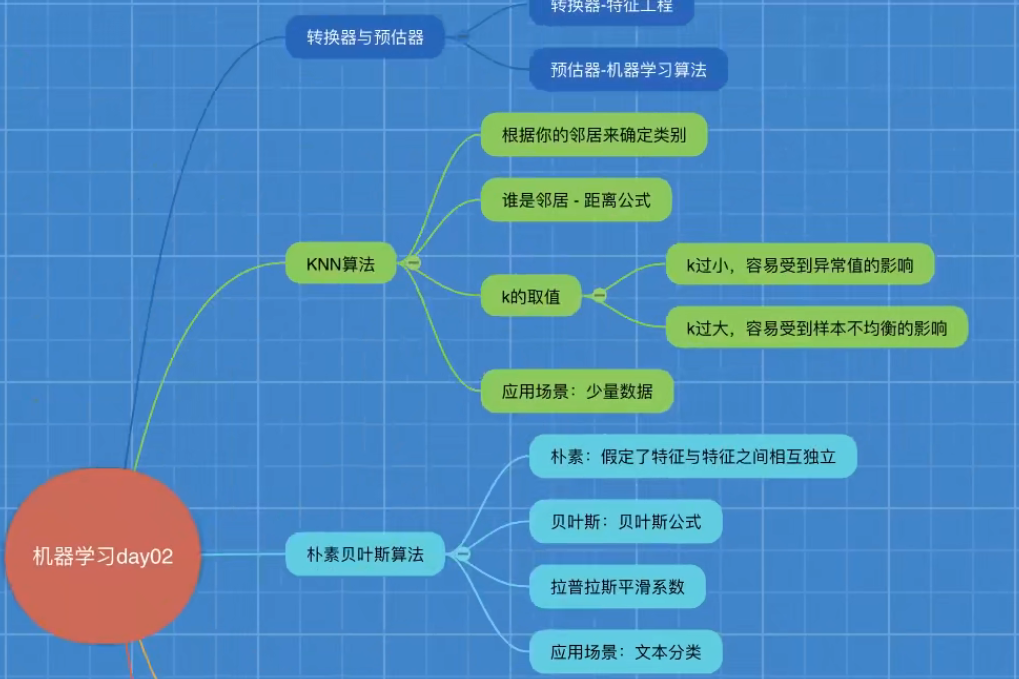 转换器-特征工程
转换器与预估器
预估器-机器学习算法
根据你的邻居来确定类别
谁是邻居 - 距离公式
KNN算法
k过小，容易受到异常值的影响
k的取值
k过大，容易受到样本不均衡的影响
应用场景：少量数据
朴素：假定了特征与特征之间相互独立
贝叶斯：贝叶斯公式
机器学习day02
朴素贝叶斯算法
拉普拉斯平滑系数
应用场景：文本分类